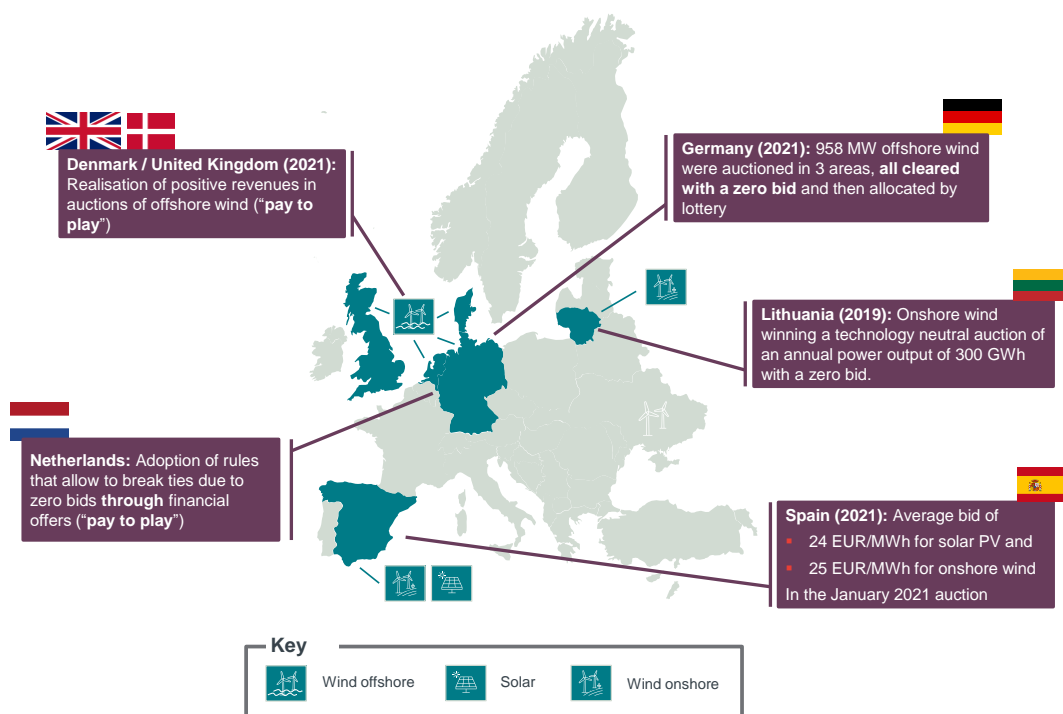 Denmark / United Kingdom (2021):
Realisation of positive revenues in
auctions of offshore wind (“pay to
play”)
Germany (2021): 958 MW offshore wind
were auctioned in 3 areas, all cleared
with a zero bid and then allocated by
lottery
Lithuania (2019): Onshore wind
winning a technology neutral auction of
an annual power output of 300 GWh
with a zero bid.
Netherlands: Adoption of rules
that allow to break ties due to
zero bids through financial
offers (“pay to play”)
Spain (2021): Average bid of
▪ 24 EUR/MWh for solar PV and
▪ 25 EUR/MWh for onshore wind
In the January 2021 auction
Key
Wind offshore
Solar
Wind onshore